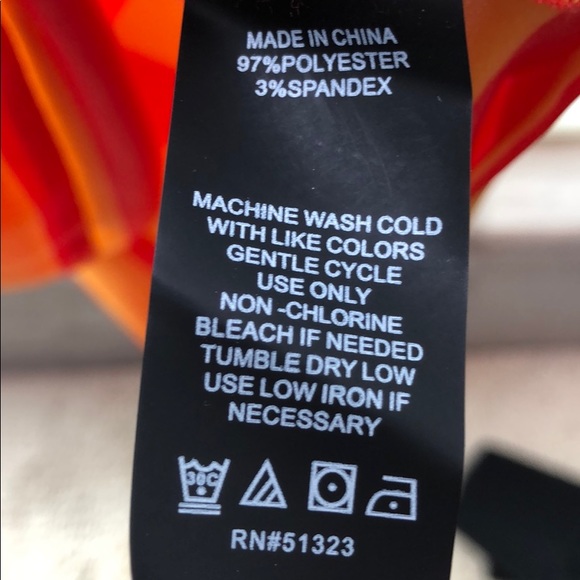 MADE IN CHINA
97%POLYESTER
3%SPANDEX
MACHINE WASH COLD
WITH LIKE COLORS
GENTLE CYCLE
USE ONLY
NON -CHLORINE
BLEACH IF NEEDED
TUMBLE DRY LOW
USE LOW IRON IF
NECESSARY
30C
RN#51323